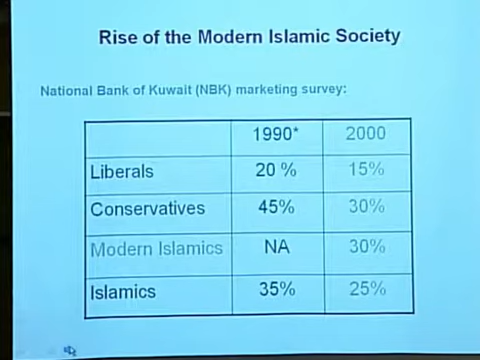 Rise of the Modern Islamic Society
National Bank of Kuwait (NBK) marketing survey:
1990* 2000
Liberals 20 % 15%
Conservatives 45% 30%
Modern Islamics NA 30%
Islamics 35% 25%